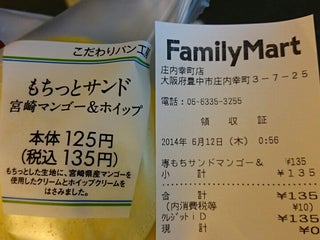 こだわりパン工
もちっとサンド
宮崎マンゴー&ホイップ
本体125円
(税込135円)
もちっとした生地に、宮崎県産マンゴーを
使用したクリームとホイップクリームを
はさみました。
FamilyMart
庄内幸町店
大阪府豊中市庄内幸町3-7-25
電話:06-6335-3255
領 収 証
2014年 6月12日(木) 0:56
専もちサンドマンゴー& ¥135
小 計 ¥135
合 計 ¥135
(内消費税等 ¥10)
クレジットiD ¥135
現 計 ¥0